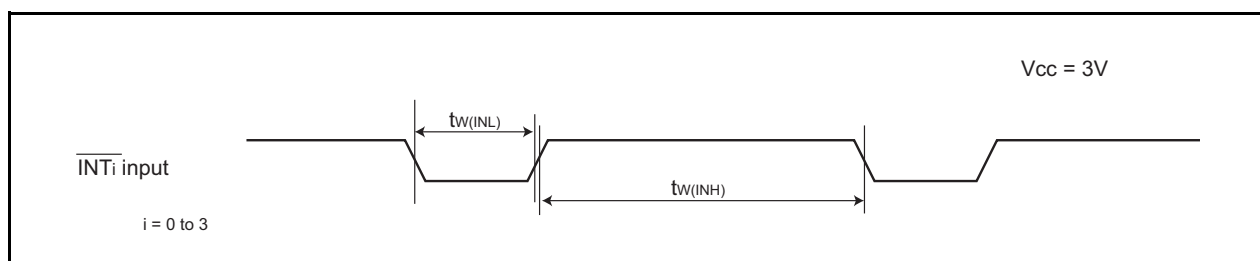 Vcc = 3V
tW(INL)
INTi input
tW(INH)
i = 0 to 3